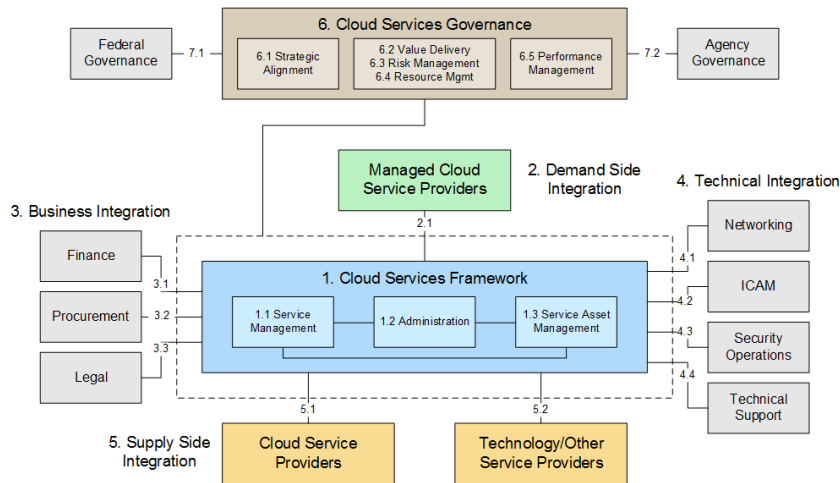 6. Cloud Services Governance
Federal
Governance
7.1
6.1 Strategic
Alignment
6.2 Value Delivery
6.3 Risk Management
6.4 Resource Mgmt
6.5 Performance
Management
7.2
Agency
Governance
Managed Cloud
Service Providers
2. Demand Side
Integration
2.1
3. Business Integration
Finance
3.1
Procurement
3.2
Legal
3.3
4. Technical Integration
Networking
4.1
ICAM
4.2
Security
Operations
4.3
Technical
Support
4.4
1. Cloud Services Framework
1.1 Service
Management
1.2 Administration
1.3 Service Asset
Management
5.1
5.2
5. Supply Side
Integration
Cloud Service
Providers
Technology/Other
Service Providers